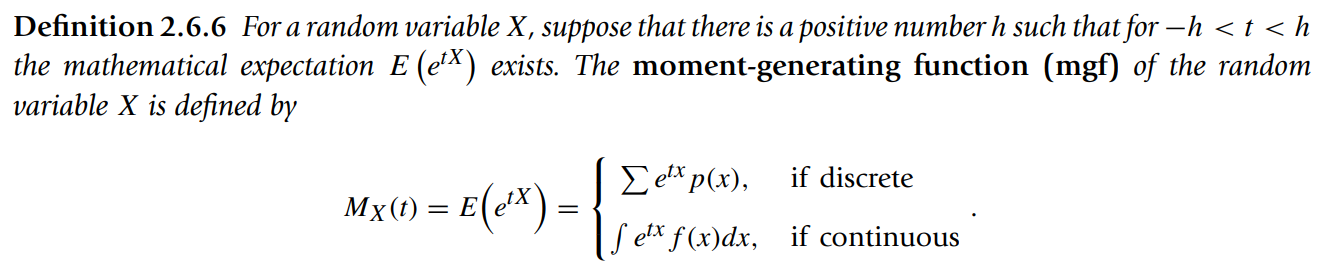 Definition 2.6.6 For a random variable X, suppose that there is a positive number h such that for −h < t < h
the mathematical expectation E (e^{tX}) exists. The moment-generating function (mgf) of the random
variable X is defined by
M_X(t) = E(e^{tX}) = { ∑ e^{tx} p(x), if discrete
∫ e^{tx} f(x)dx, if continuous .